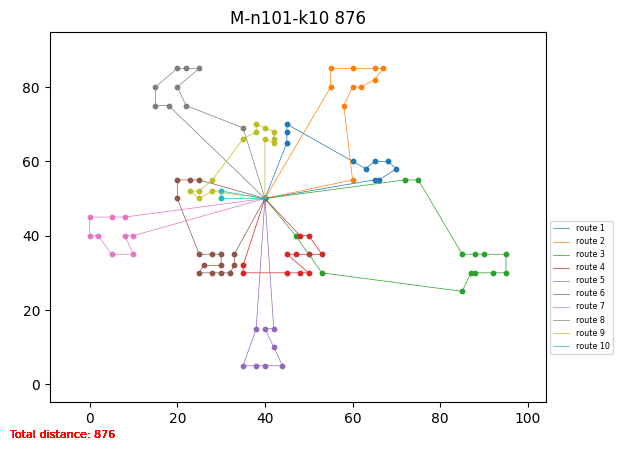 M-n101-k10 876
80
60
40
20
0
0 20 40 60 80 100
route 1
route 2
route 3
route 4
route 5
route 6
route 7
route 8
route 9
route 10
Total distance: 876